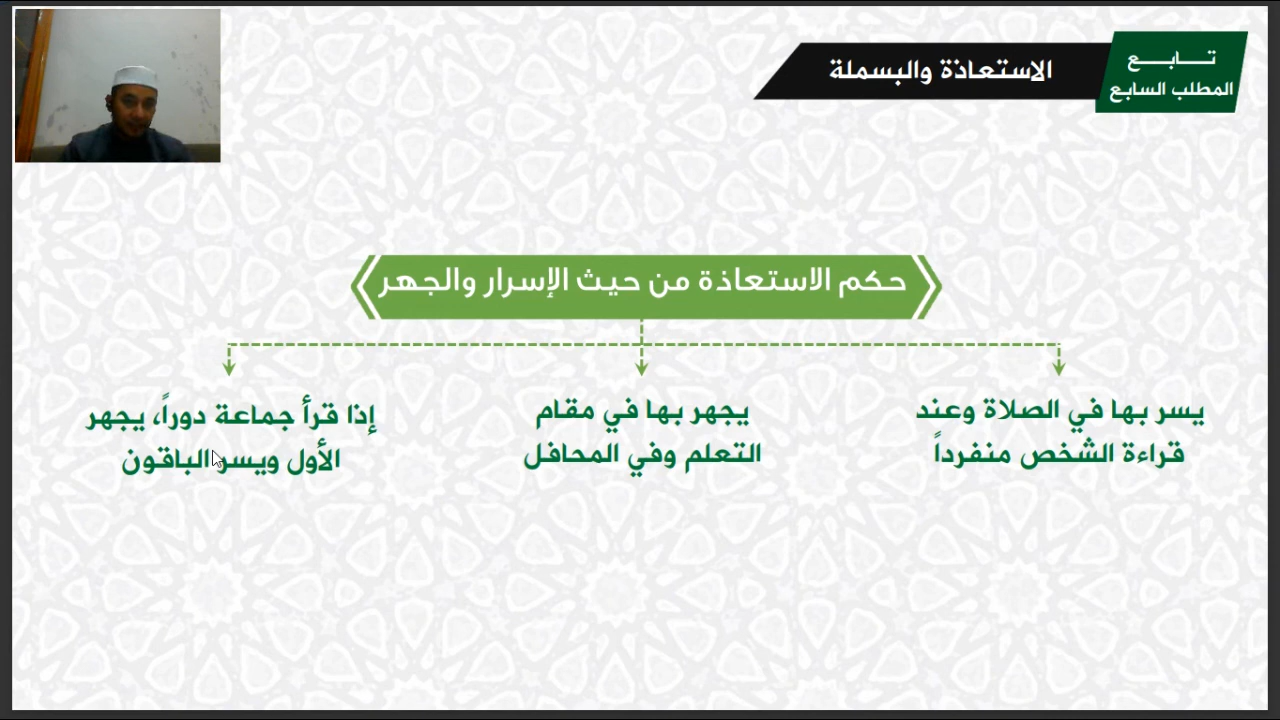 تــــابــــع
المطلب السابع
الاستعاذة والبسملة
حكم الاستعاذة من حيث الإسرار والجهر
يسر بها في الصلاة وعند
قراءة الشخص منفرداً
يجهر بها في مقام
التعلم وفي المحافل
إذا قرأ جماعة دوراً، يجهر
الأول ويسر الباقون